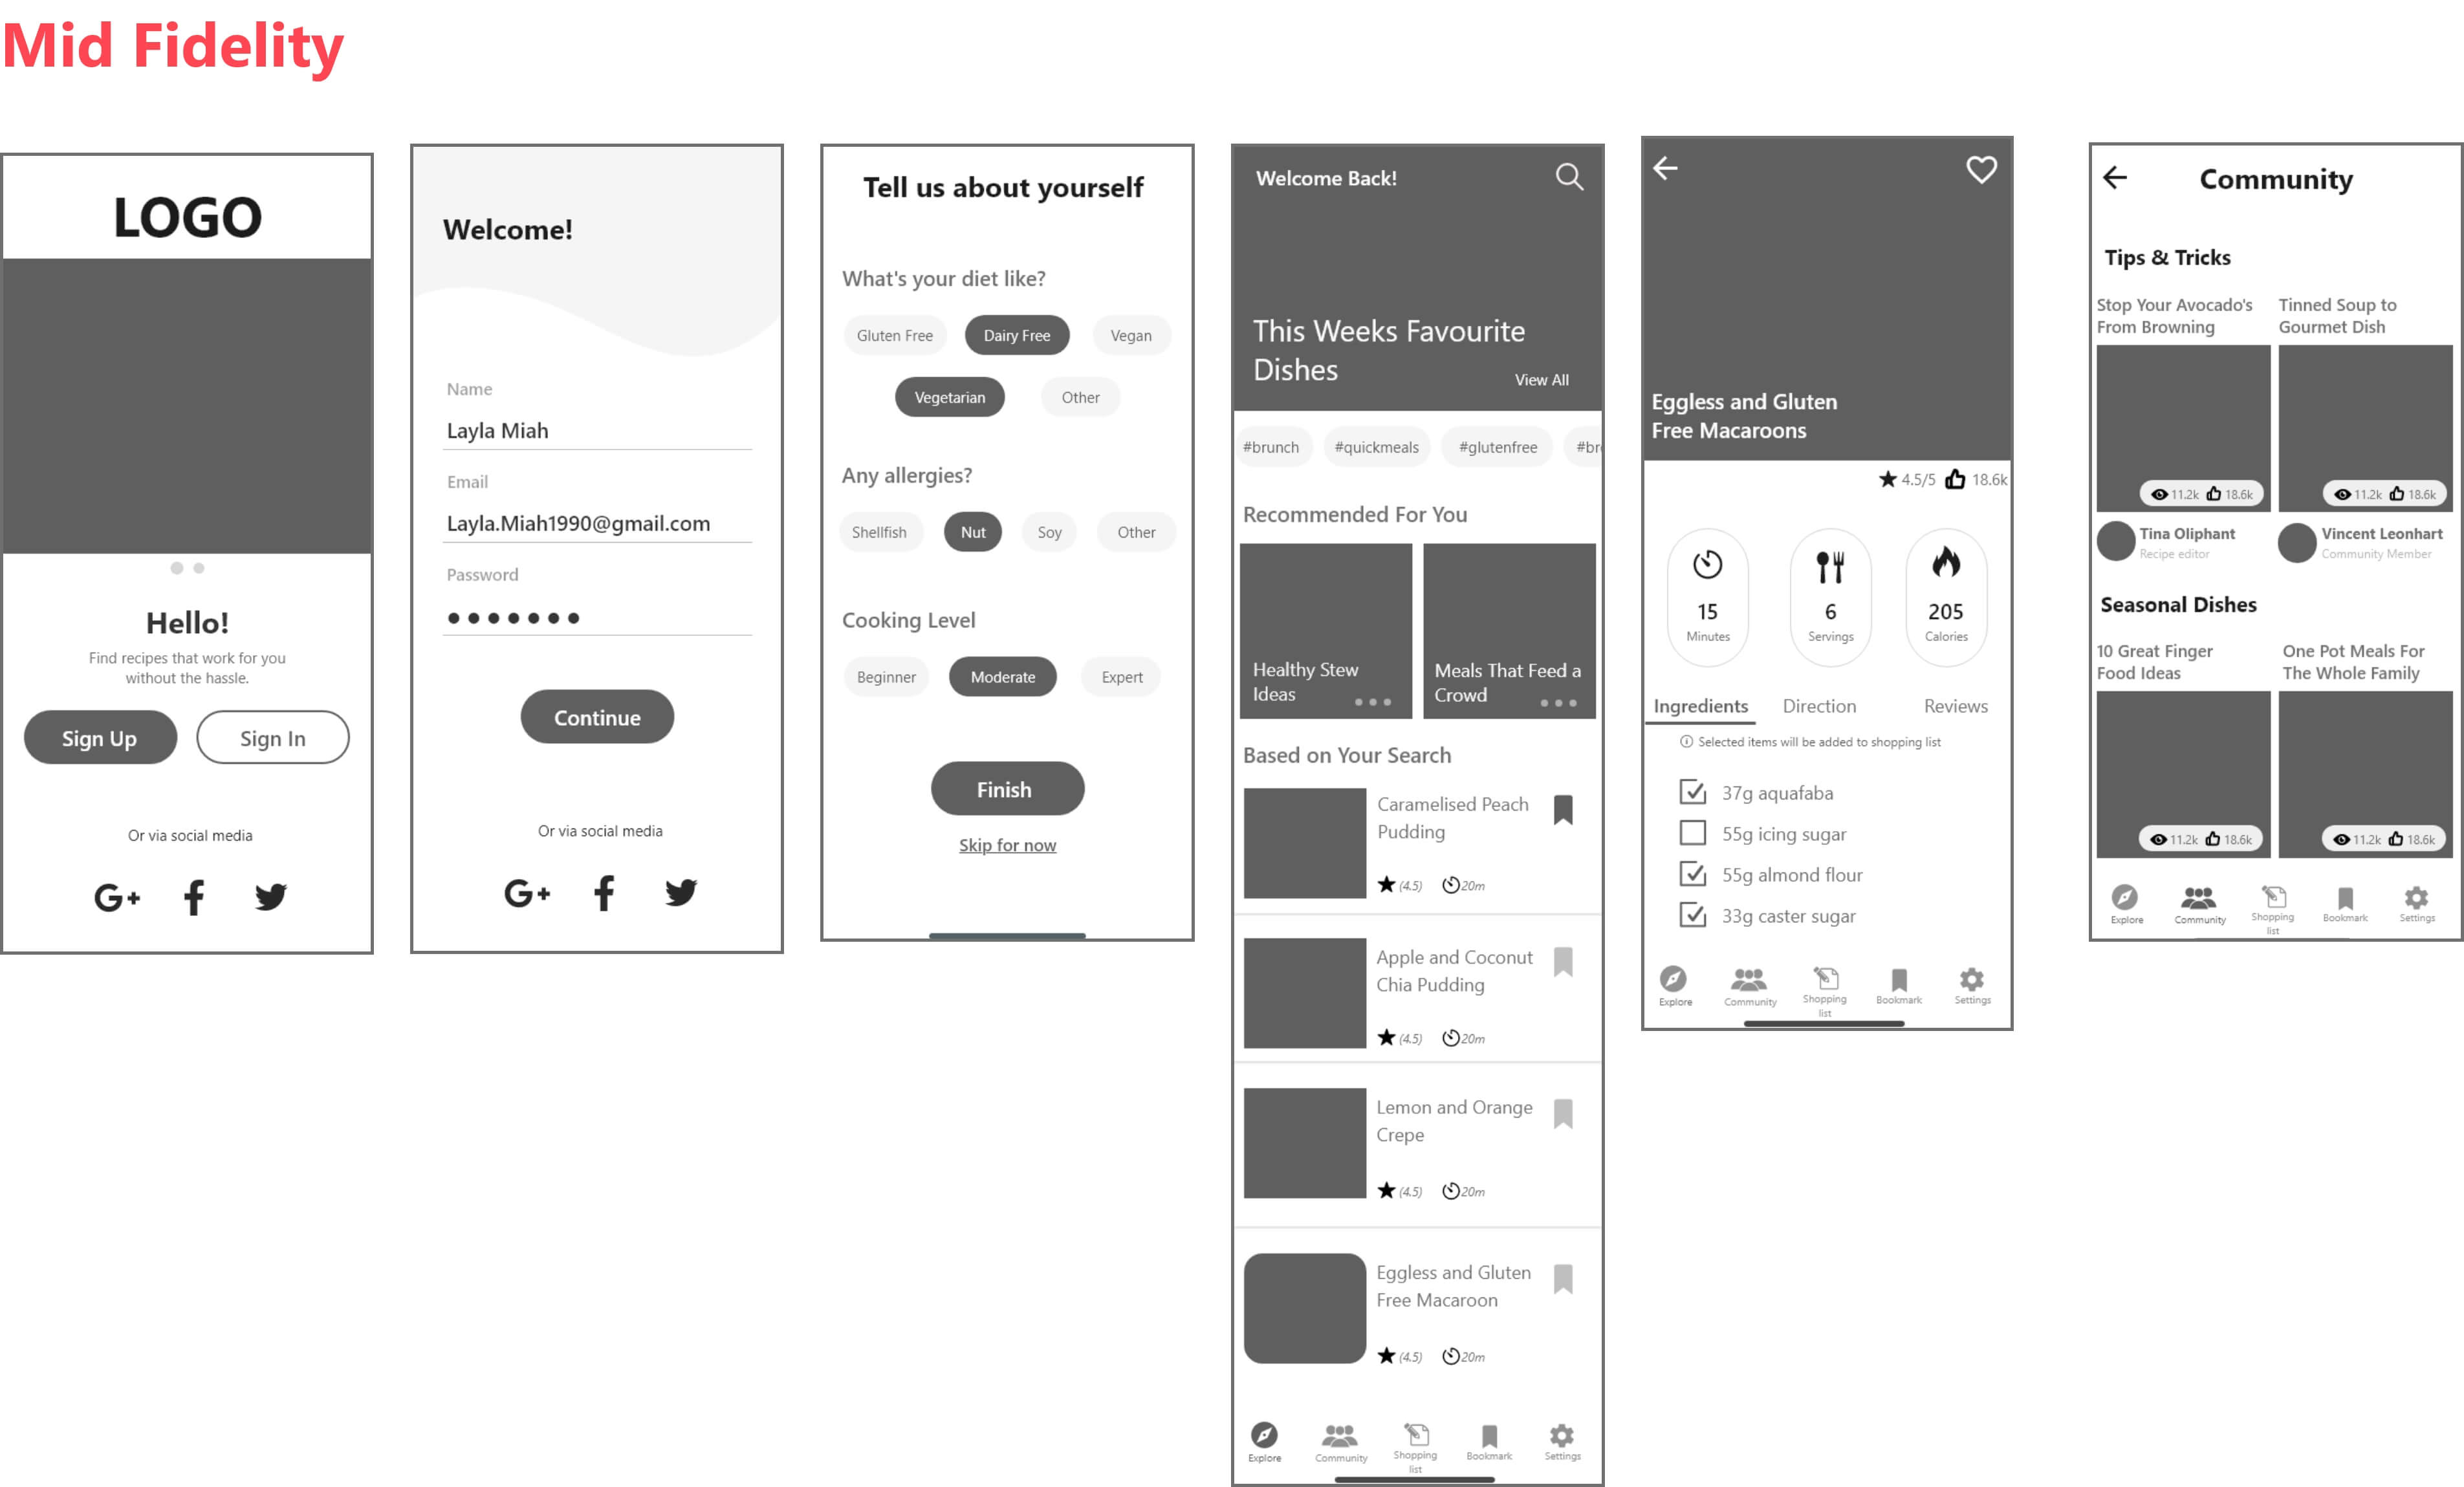 Mid Fidelity
LOGO
Hello!
Find recipes that work for you
without the hassle.
Sign Up
Sign In
Or via social media
G+
Welcome!
Name
Layla Miah
Email
Layla.Miah1990@gmail.com
Password
Continue
Or via social media
G+
Tell us about yourself
What's your diet like?
Gluten Free
Dairy Free
Vegan
Vegetarian
Other
Any allergies?
Shellfish
Nut
Soy
Other
Cooking Level
Beginner
Moderate
Expert
Finish
Skip for now
Welcome Back!
This Weeks Favourite
Dishes
View All
#brunch
#quickmeals
#glutenfree
#bre
Recommended For You
Healthy Stew
Ideas
Meals That Feed a
Crowd
Based on Your Search
Caramelised Peach
Pudding
(4.5)
20m
Apple and Coconut
Chia Pudding
(4.5)
20m
Lemon and Orange
Crepe
(4.5)
20m
Eggless and Gluten
Free Macaroon
(4.5)
20m
Explore
Community
Shopping
list
Bookmark
Settings
Eggless and Gluten
Free Macaroons
4.5/5
18.6k
15
Minutes
6
Servings
205
Calories
Ingredients
Direction
Reviews
Selected items will be added to shopping list
37g aquafaba
55g icing sugar
55g almond flour
33g caster sugar
Explore
Community
Shopping
list
Bookmark
Settings
Community
Tips & Tricks
Stop Your Avocado's
From Browning
Tinned Soup to
Gourmet Dish
11.2k
18.6k
11.2k
18.6k
Tina Oliphant
Recipe editor
Vincent Leonhart
Community Member
Seasonal Dishes
10 Great Finger
Food Ideas
One Pot Meals For
The Whole Family
11.2k
18.6k
11.2k
18.6k
Explore
Community
Shopping
list
Bookmark
Settings